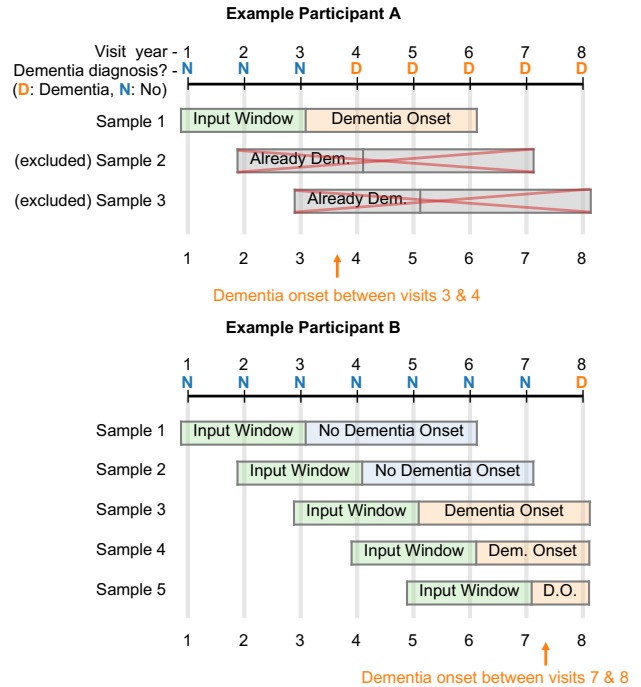 Example Participant A
Visit year - 1 2 3 4 5 6 7 8
Dementia diagnosis? - N N N D D D D D
(D: Dementia, N: No)
Sample 1 Input Window Dementia Onset
(excluded) Sample 2 Already Dem.
(excluded) Sample 3 Already Dem.
1 2 3 4 5 6 7 8
Dementia onset between visits 3 & 4
Example Participant B
1 2 3 4 5 6 7 8
N N N N N N N D
Sample 1 Input Window No Dementia Onset
Sample 2 Input Window No Dementia Onset
Sample 3 Input Window Dementia Onset
Sample 4 Input Window Dem. Onset
Sample 5 Input Window D.O.
1 2 3 4 5 6 7 8
Dementia onset between visits 7 & 8